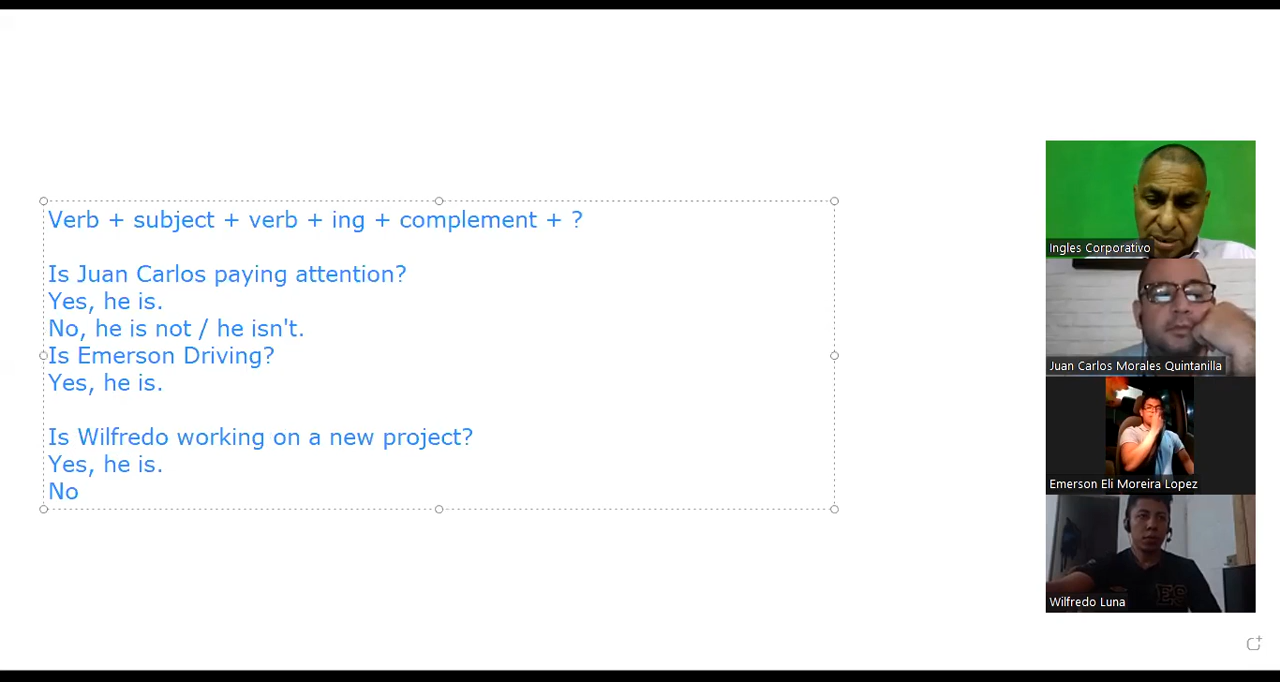 Verb + subject + verb + ing + complement + ?
Is Juan Carlos paying attention?
Yes, he is.
No, he is not / he isn't.
Is Emerson Driving?
Yes, he is.
Is Wilfredo working on a new project?
Yes, he is.
No
Ingles Corporativo
Juan Carlos Morales Quintanilla
Emerson Eli Moreira Lopez
ES
Wilfredo Luna